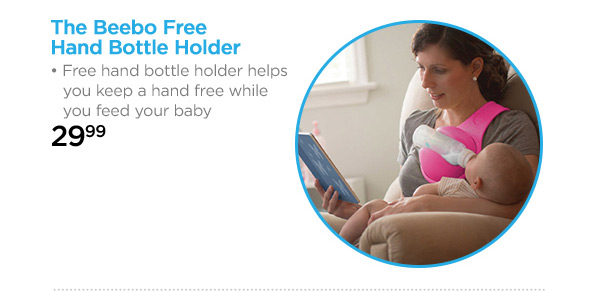 The Beebo Free
Hand Bottle Holder
• Free hand bottle holder helps
you keep a hand free while
you feed your baby
29⁹⁹